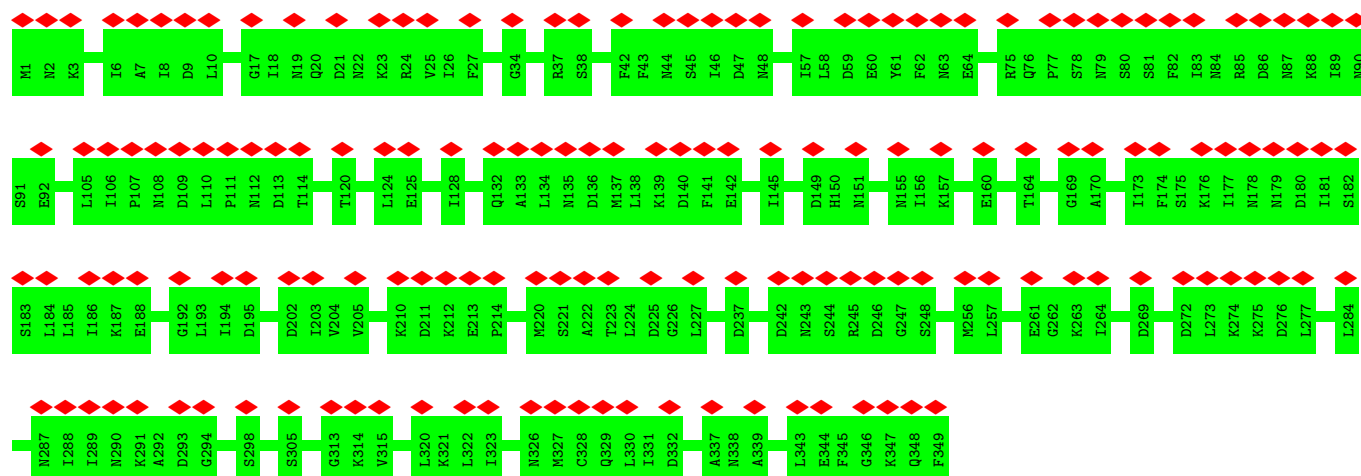 M1 N2 K3 I6 A7 I8 D9 L10 G17 I18 N19 Q20 D21 N22 K23 R24 V25 I26 F27 G34 R37 S38 F42 F43 N44 S45 I46 D47 N48 I57 L58 D59 E60 Y61 F62 N63 E64 R75 Q76 P77 S78 N79 S80 S81 F82 I83 N84 R85 D86 N87 K88 I89 N90
S91 E92 L105 I106 P107 N108 D109 L110 P111 N112 D113 T114 T120 L124 E125 I128 Q132 A133 L134 N135 D136 M137 L138 K139 D140 F141 E142 I145 D149 H150 N151 N155 I156 K157 E160 T164 G169 A170 I173 F174 S175 K176 I177 N178 N179 D180 I181 S182
S183 L184 L185 I186 K187 E188 G192 L193 I194 D195 D202 I203 V204 V205 K210 D211 K212 E213 P214 M220 S221 A222 T223 L224 D225 G226 L227 D237 D242 N243 S244 R245 D246 G247 S248 M256 L257 E261 G262 K263 I264 D269 D272 L273 K274 K275 D276 L277 L284
N287 I288 I289 N290 K291 A292 D293 G294 S298 S305 G313 K314 V315 L320 K321 L322 I323 N326 M327 C328 Q329 L330 I331 D332 A337 N338 A339 L343 E344 F345 G346 K347 Q348 F349